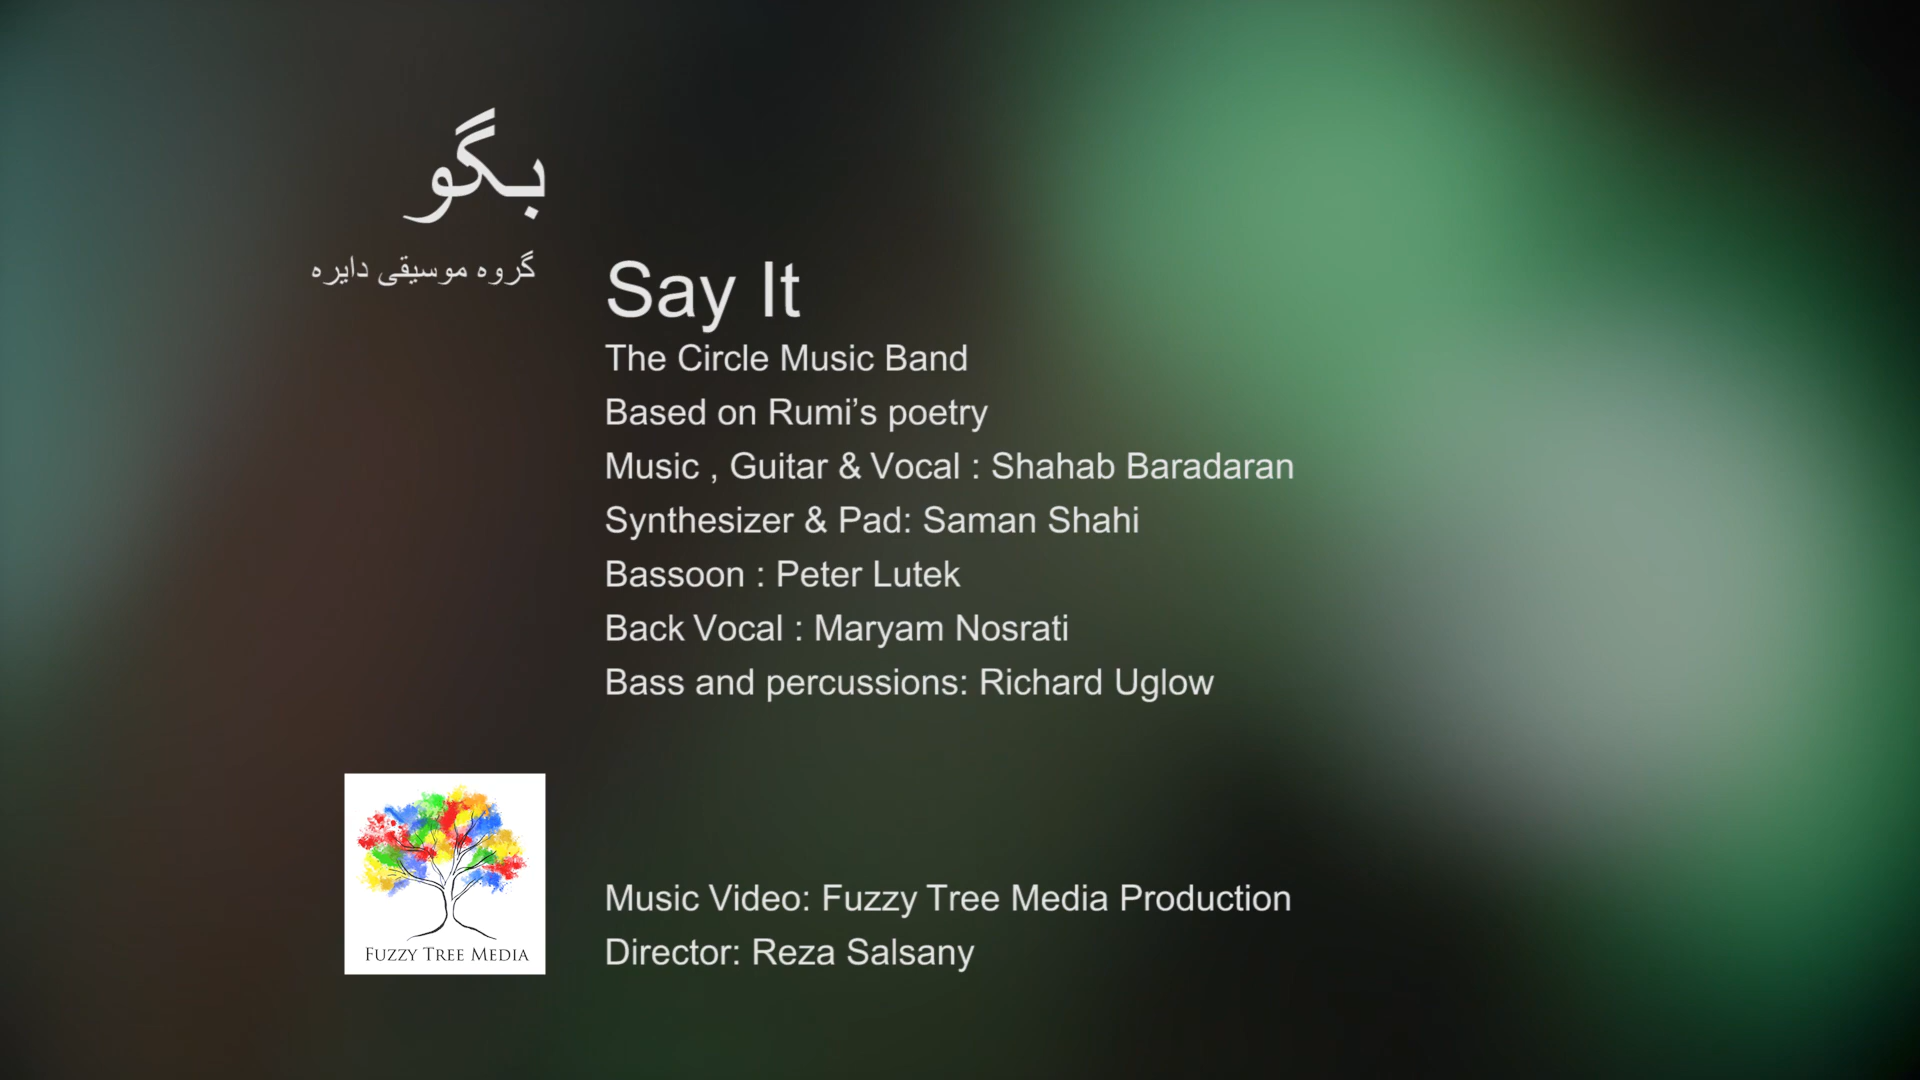 بگو
گروه موسیقی دایره
Say It
The Circle Music Band
Based on Rumi’s poetry
Music , Guitar & Vocal : Shahab Baradaran
Synthesizer & Pad: Saman Shahi
Bassoon : Peter Lutek
Back Vocal : Maryam Nosrati
Bass and percussions: Richard Uglow
FUZZY TREE MEDIA
Music Video: Fuzzy Tree Media Production
Director: Reza Salsany